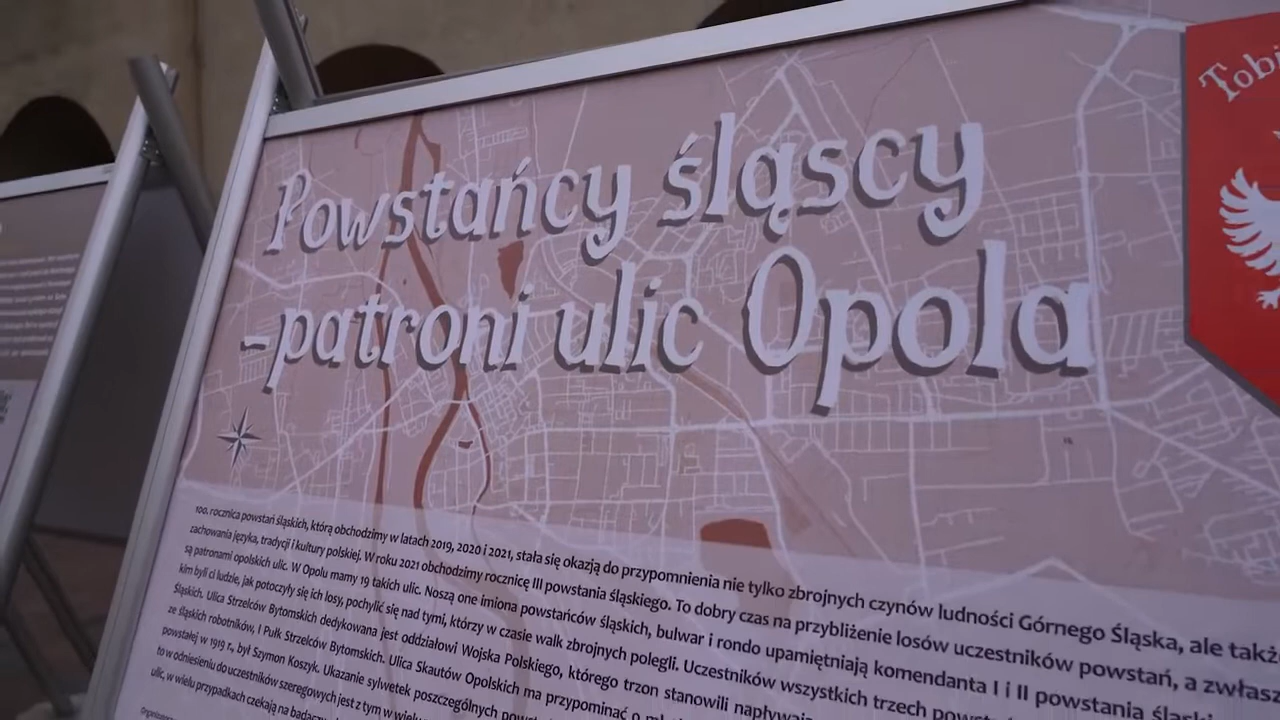 Powstańcy śląscy
-patroni ulic Opola
Tobi
100. rocznica powstań śląskich, którą obchodzimy w latach 2019, 2020 i 2021, stała się okazją do przypomnienia nie tylko zbrojnych czynów ludności Górnego Śląska, ale takż
zachowania języka, tradycji i kultury polskiej. W roku 2021 obchodzimy rocznicę III powstania śląskiego. To dobry czas na przybliżenie losów uczestników powstań, a zwłasz
są patronami opolskich ulic. W Opolu mamy 19 takich ulic. Noszą one imiona powstańców śląskich, bulwar i rondo upamiętniają komendanta I i II powstania śląski
kim byli ci ludzie, jak potoczyły się ich losy, pochylić się nad tymi, którzy w czasie walk zbrojnych polegli. Uczestników wszystkich trzech powst
Śląskich. Ulica Strzelców Bytomskich dedykowana jest oddziałowi Wojska Polskiego, którego trzon stanowili napływaj
ze śląskich robotników, I Pułk Strzelców Bytomskich. Ulica Skautów Opolskich ma przypominać o
powstałej w 1919 r., był Szymon Koszyk. Ukazanie sylwetek poszczególnych
to w odniesieniu do uczestników szeregowych jest z tym w wielu
ulic, w wielu przypadkach czekają na